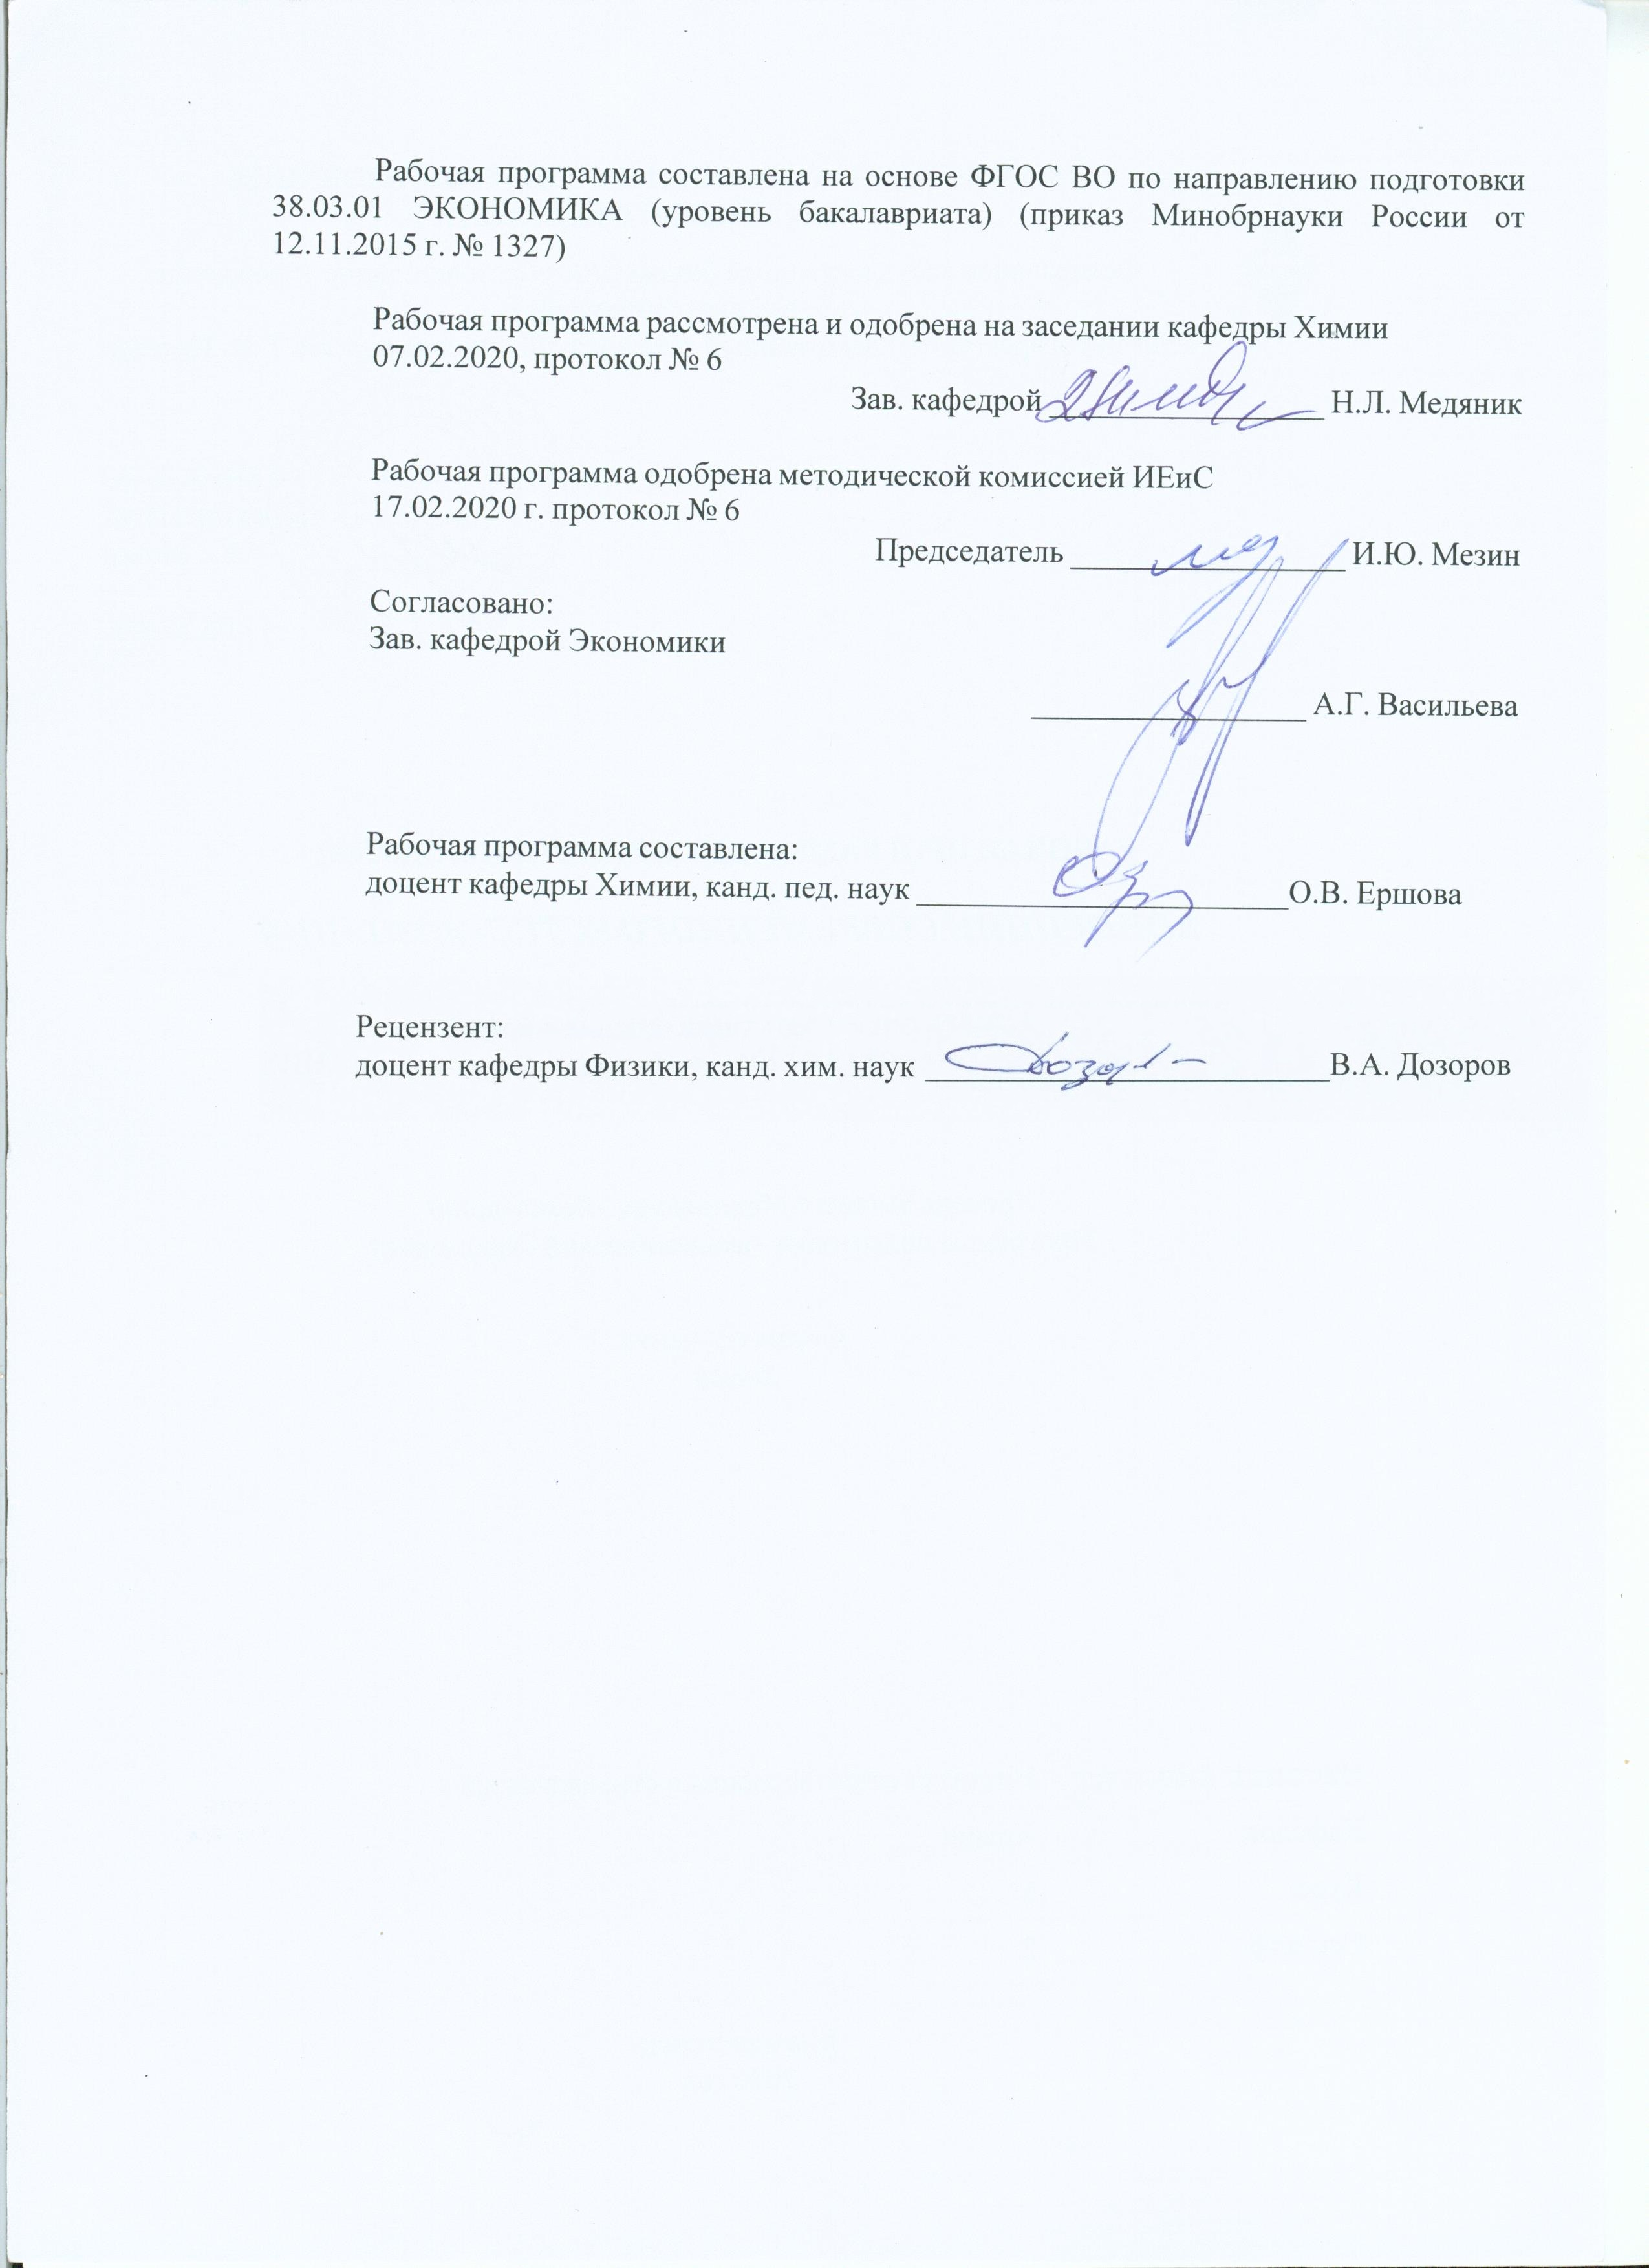 Рабочая программа составлена на основе ФГОС ВО по направлению подготовки
38.03.01 ЭКОНОМИКА (уровень бакалавриата) (приказ Минобрнауки России от
12.11.2015 г. № 1327)
Рабочая программа рассмотрена и одобрена на заседании кафедры Химии
07.02.2020, протокол № 6
Зав. кафедрой Н.Л. Медяник
Рабочая программа одобрена методической комиссией ИЕиС
17.02.2020 г. протокол № 6
Председатель И.Ю. Мезин
Согласовано:
Зав. кафедрой Экономики
А.Г. Васильева
Рабочая программа составлена:
доцент кафедры Химии, канд. пед. наук О.В. Ершова
Рецензент:
доцент кафедры Физики, канд. хим. наук В.А. Дозоров